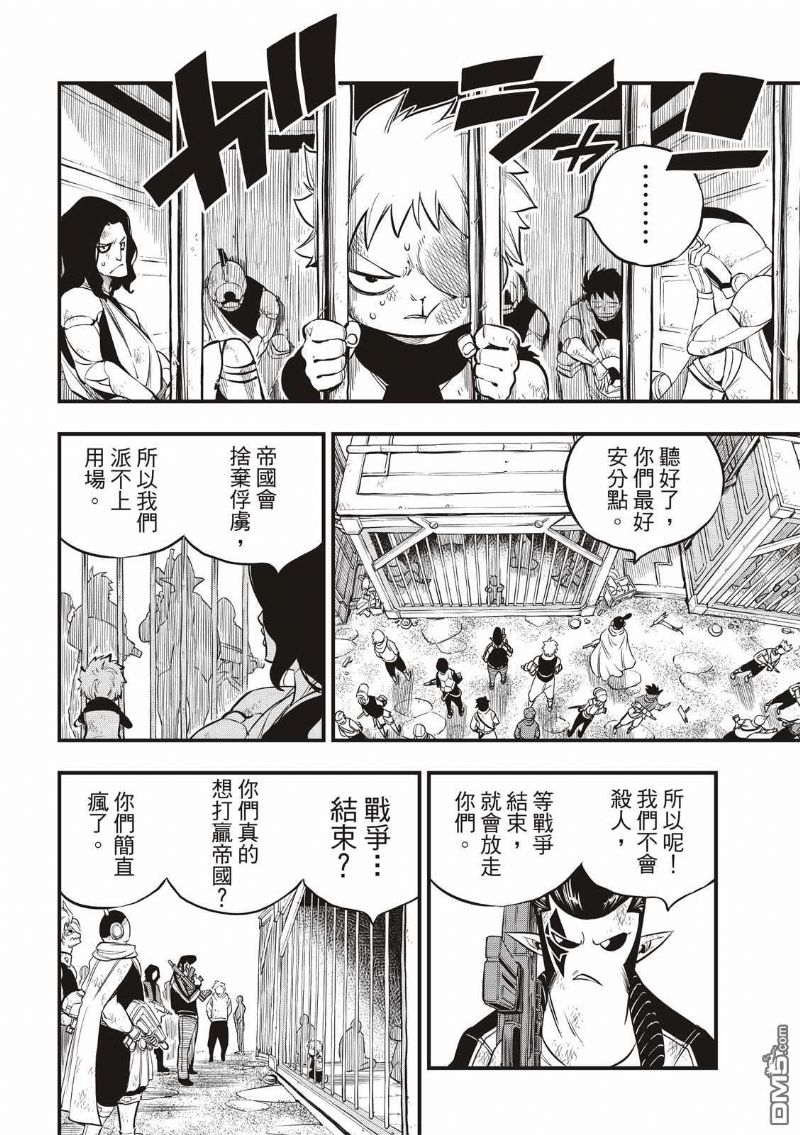 ガシャン
………
聽好了，
你們最好
安分點。
帝國會
捨棄俘虜，
所以我們
派不上
用場。
所以呢！
我們不會
殺人，
等戰爭
結束，
就會放走
你們。
戰爭…
結束？
你們真的
想打贏帝國？
你們簡直
瘋了。
DM5.com